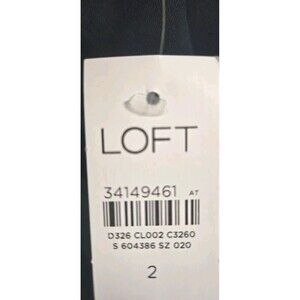 LOFT
34149461 AT
D326 CL002 C3260
S 604386 SZ 020
2